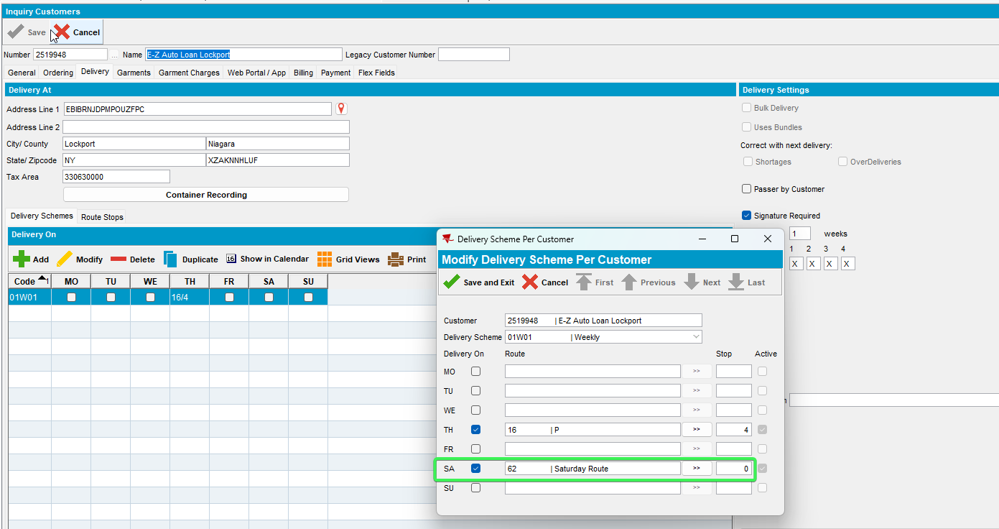 Inquiry Customers
Save Cancel
Number 2519948 ... Name E-Z Auto Loan Lockport Legacy Customer Number
General Ordering Delivery Garments Garment Charges Web Portal / App Billing Payment Flex Fields
Delivery At
Address Line 1 EBIBRNJDPMPOUZFPC
Address Line 2
City/ County Lockport Niagara
State/ Zipcode NY XZAKNNHLUF
Tax Area 330630000
Container Recording
Delivery Settings
Bulk Delivery
Uses Bundles
Correct with next delivery:
Shortages OverDeliveries
Passer by Customer
Signature Required
1 weeks
1 2 3 4
X X X X
Delivery Schemes Route Stops
Delivery On
Add Modify Delete Duplicate 16 Show in Calendar Grid Views Print
Code 1 MO TU WE TH FR SA SU
01W01 16/4
Delivery Scheme Per Customer
Modify Delivery Scheme Per Customer
Save and Exit Cancel First Previous Next Last
Customer 2519948 | E-Z Auto Loan Lockport
Delivery Scheme 01W01 | Weekly
Delivery On Route Stop Active
MO >>
TU >>
WE >>
TH 16 | P >> 4
FR >>
SA 62 | Saturday Route >> 0
SU >>